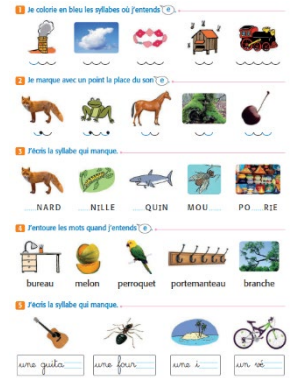 1 Je colorie en bleu les syllabes où j'entends e.
2 Je marque avec un point la place du son e.
3 J'écris la syllabe qui manque.
NARD NILLE QUIN MOU PO RIE
4 J'entoure les mots quand j'entends e.
bureau melon perroquet portemanteau branche
5 J'écris la syllabe qui manque.
une guita une four une i un vé